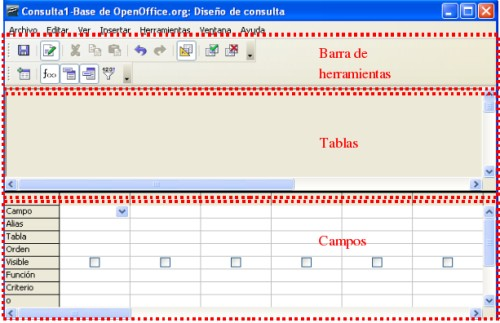 Consulta1-Base de OpenOffice.org: Diseño de consulta
Archivo Editar Ver Insertar Herramientas Ventana Ayuda
Barra de
herramientas
Tablas
Campo
Alias
Tabla
Orden
Visible
Función
Criterio
o
Campos